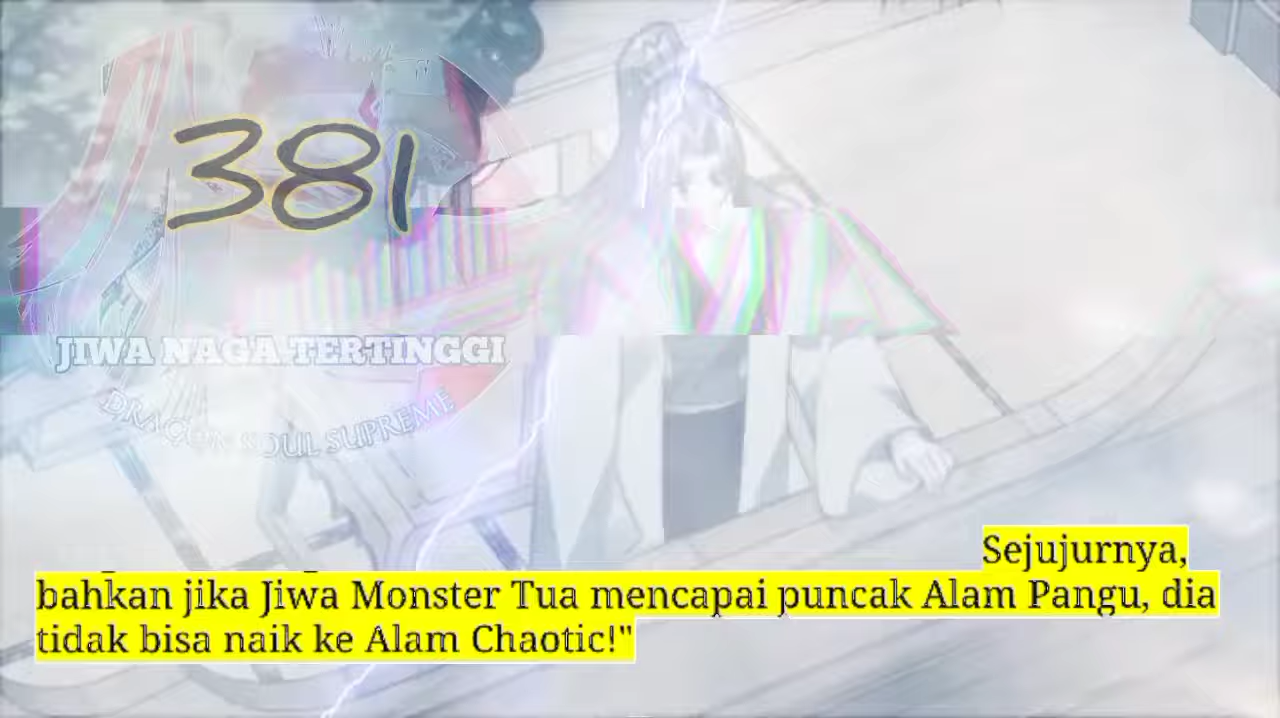 381
JIWA NAGA TERTINGGI
DRAGON SOUL SUPREME
Sejujurnya,
bahkan jika Jiwa Monster Tua mencapai puncak Alam Pangu, dia
tidak bisa naik ke Alam Chaotic!"